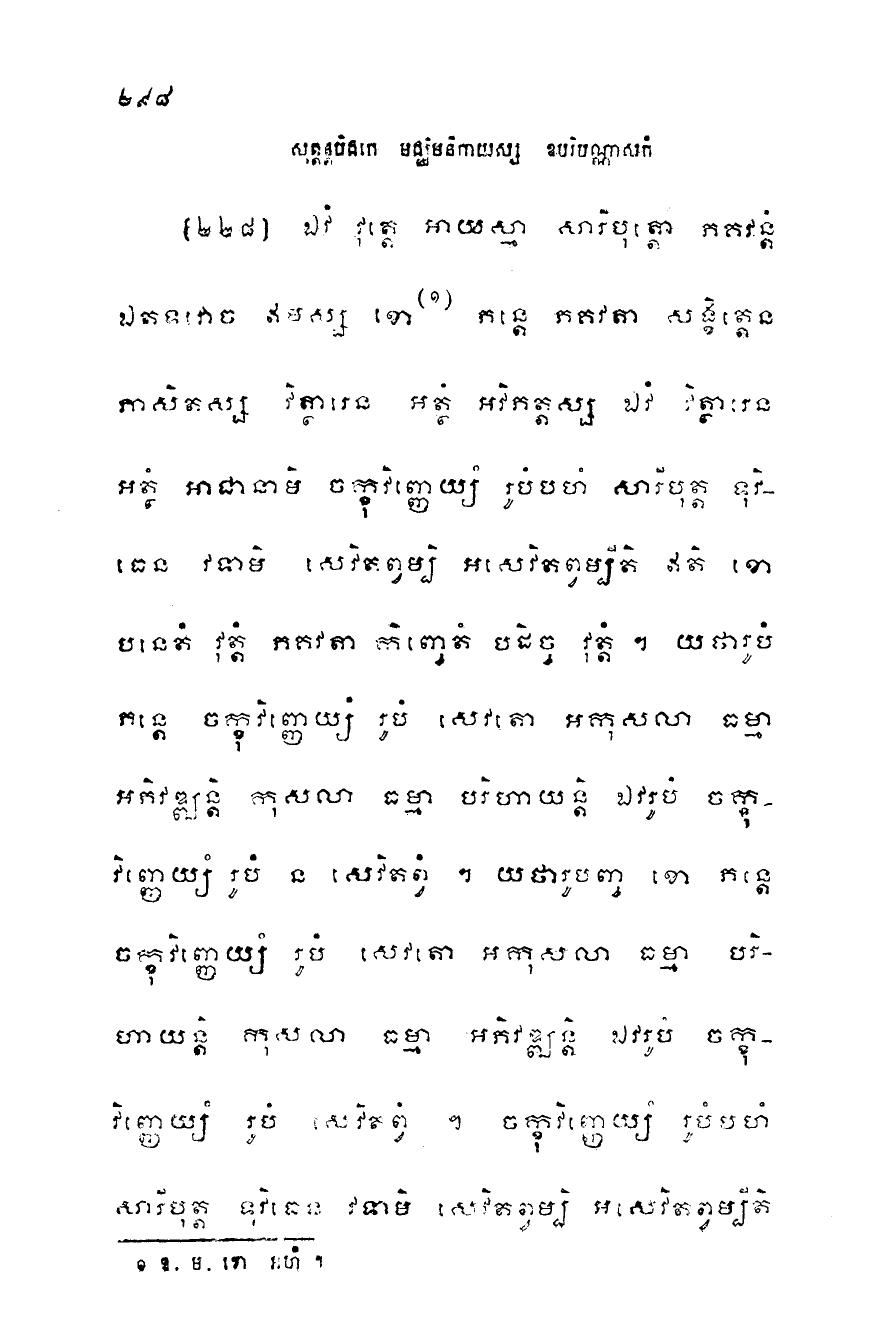 ២៩៨
សុត្តន្តបិដកេ មជ្ឈិមនិកាយស្ស ឧបរិបណ្ណាសកំ
[២២៨] ឯវំ វុត្តេ អាយស្មា សារីបុត្តោ ភគវន្តំ
ឯតទវោច ឥមស្ស ខោ(១) ភន្តេ ភគវតា សង្ខិត្តេន
ភាសិតស្ស វិត្ថារេន អត្ថំ អវិភត្តស្ស ឯវំ វិត្ថារេន
អត្ថំ អាជានាមិ ចក្ខុវិញ្ញេយ្យំ រូបំបហំ សារីបុត្ត ទុវិ-
ធេន វទាមិ សេវិតព្វម្បិ អសេវិតព្វម្បីតិ ឥតិ ខោ
បនេតំ វុត្តំ ភគវតា កិញ្ចេតំ បដិច្ច វុត្តំ ។ យថារូបំ
ភន្តេ ចក្ខុវិញ្ញេយ្យំ រូបំ សេវតោ អកុសលា ធម្មា
អភិវឌ្ឍន្តិ កុសលា ធម្មា បរិហាយន្តិ ឯវរូបំ ចក្ខុ-
វិញ្ញេយ្យំ រូបំ ន សេវិតព្វំ ។ យថារូបញ្ច ខោ ភន្តេ
ចក្ខុវិញ្ញេយ្យំ រូបំ សេវតោ អកុសលា ធម្មា បរិ-
ហាយន្តិ កុសលា ធម្មា អភិវឌ្ឍន្តិ ឯវរូបំ ចក្ខុ-
វិញ្ញេយ្យំ រូបំ សេវិតព្វំ ។ ចក្ខុវិញ្ញេយ្យំ រូបំបហំ
សារីបុត្ត ទុវិធេន វទាមិ សេវិតព្វម្បិ អសេវិតព្វម្បីតិ
១ ឱ. ម. ខោ អហំ ។